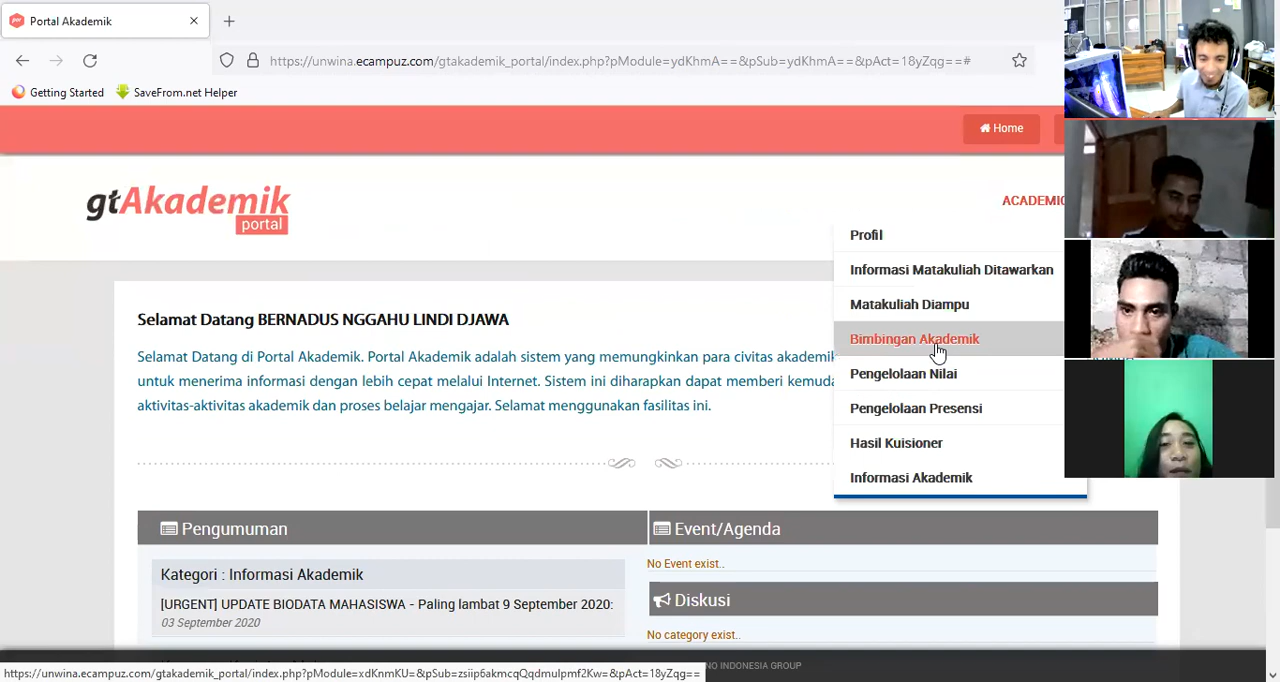 Portal Akademik
https://unwina.ecampuz.com/gtakademik_portal/index.php?pModule=ydKhmA==&pSub=ydKhmA==&pAct=18yZqg==#
Getting Started
SaveFrom.net Helper
Home
gtAkademik
portal
ACADEMIC
Profil
Informasi Matakuliah Ditawarkan
Matakuliah Diampu
Bimbingan Akademik
Pengelolaan Nilai
Pengelolaan Presensi
Hasil Kuisioner
Informasi Akademik
Selamat Datang BERNADUS NGGAHU LINDI DJAWA
Selamat Datang di Portal Akademik. Portal Akademik adalah sistem yang memungkinkan para civitas akademik
untuk menerima informasi dengan lebih cepat melalui Internet. Sistem ini diharapkan dapat memberi kemuda
aktivitas-aktivitas akademik dan proses belajar mengajar. Selamat menggunakan fasilitas ini.
Pengumuman
Event/Agenda
No Event exist..
Kategori : Informasi Akademik
[URGENT] UPDATE BIODATA MAHASISWA - Paling lambat 9 September 2020:
03 September 2020
Diskusi
No category exist..
NO INDONESIA GROUP
https://unwina.ecampuz.com/gtakademik_portal/index.php?pModule=xdKnmKU=&pSub=zsiip6akmcqQqdmulpmf2Kw=&pAct=18yZqg==